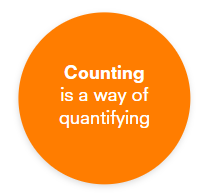 Counting
is a way of
quantifying